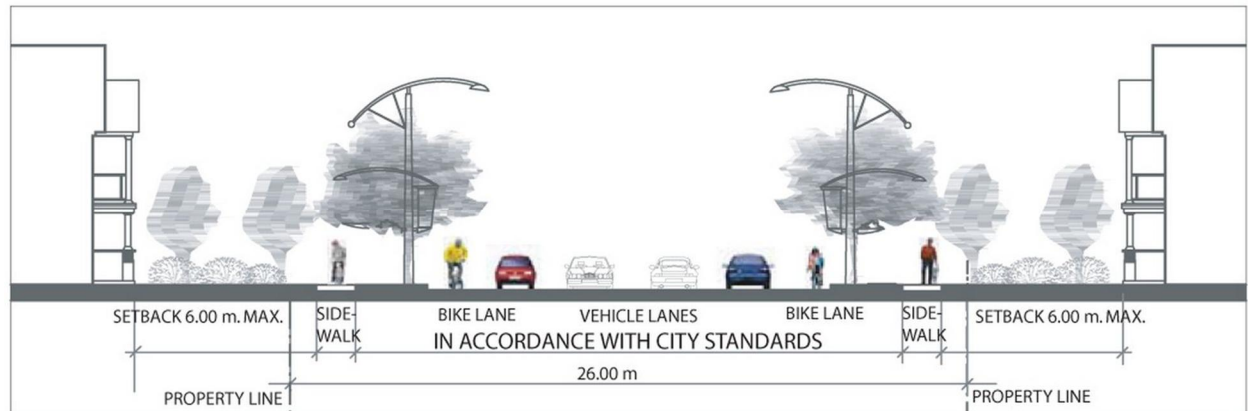 SETBACK 6.00 m. MAX.
SIDE-
WALK
BIKE LANE
VEHICLE LANES
BIKE LANE
SIDE-
WALK
SETBACK 6.00 m. MAX.
IN ACCORDANCE WITH CITY STANDARDS
26.00 m
PROPERTY LINE
PROPERTY LINE